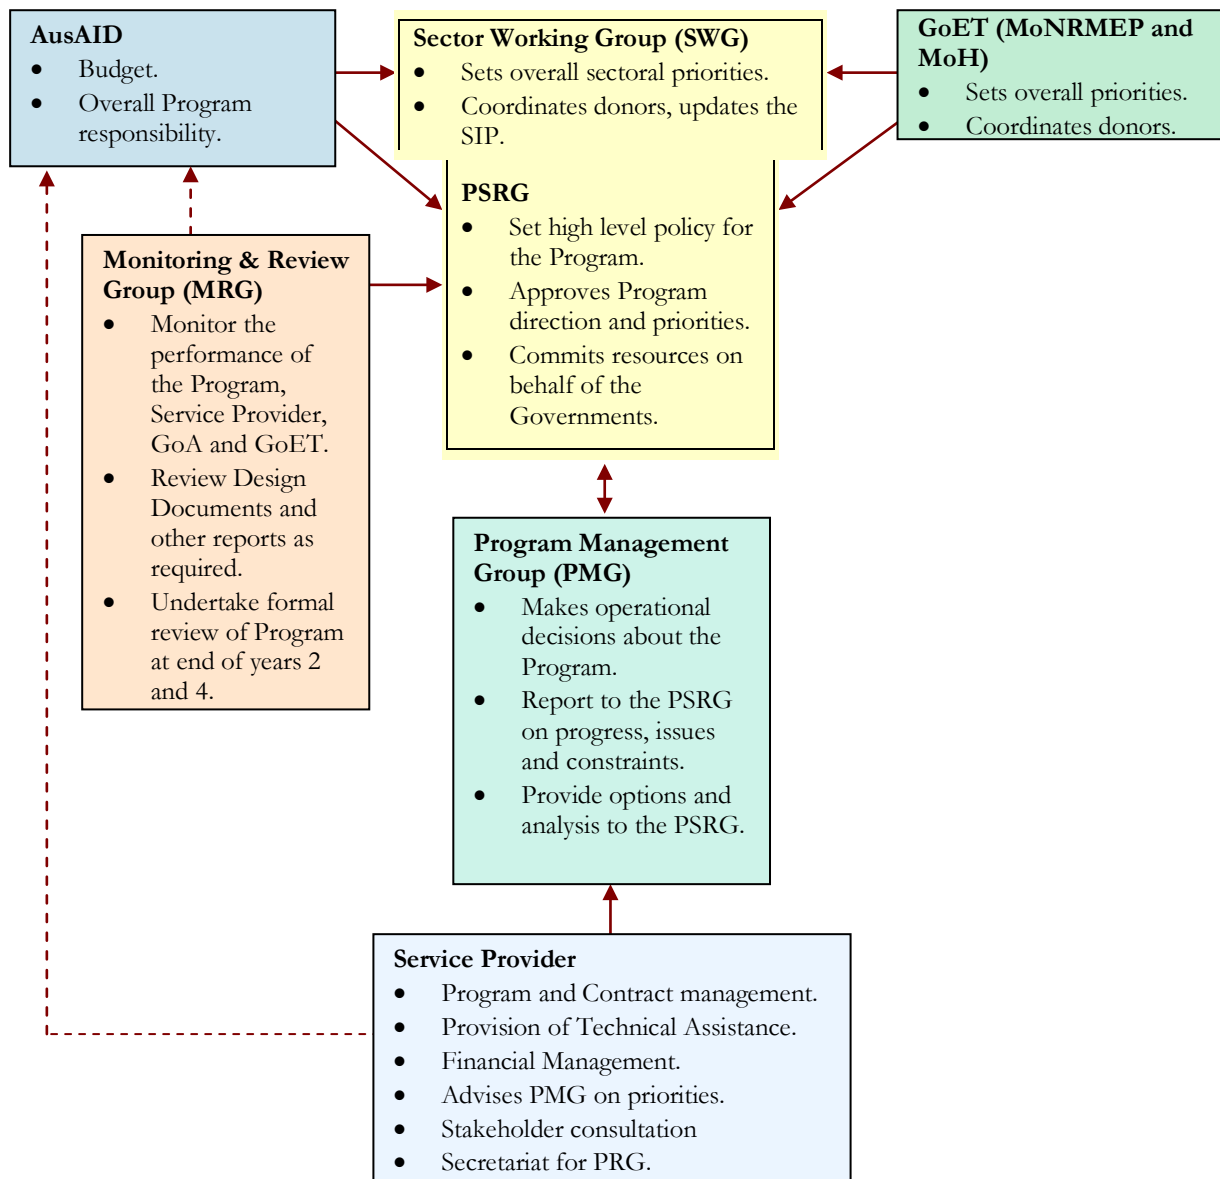 AusAID
• Budget.
• Overall Program
responsibility.
Sector Working Group (SWG)
• Sets overall sectoral priorities.
• Coordinates donors, updates the
SIP.
GoET (MoNRMEP and
MoH)
• Sets overall priorities.
• Coordinates donors.
PSRG
• Set high level policy for
the Program.
• Approves Program
direction and priorities.
• Commits resources on
behalf of the
Governments.
Monitoring & Review
Group (MRG)
• Monitor the
performance of
the Program,
Service Provider,
GoA and GoET.
• Review Design
Documents and
other reports as
required.
• Undertake formal
review of Program
at end of years 2
and 4.
Program Management
Group (PMG)
• Makes operational
decisions about the
Program.
• Report to the PSRG
on progress, issues
and constraints.
• Provide options and
analysis to the PSRG.
Service Provider
• Program and Contract management.
• Provision of Technical Assistance.
• Financial Management.
• Advises PMG on priorities.
• Stakeholder consultation
• Secretariat for PRG.